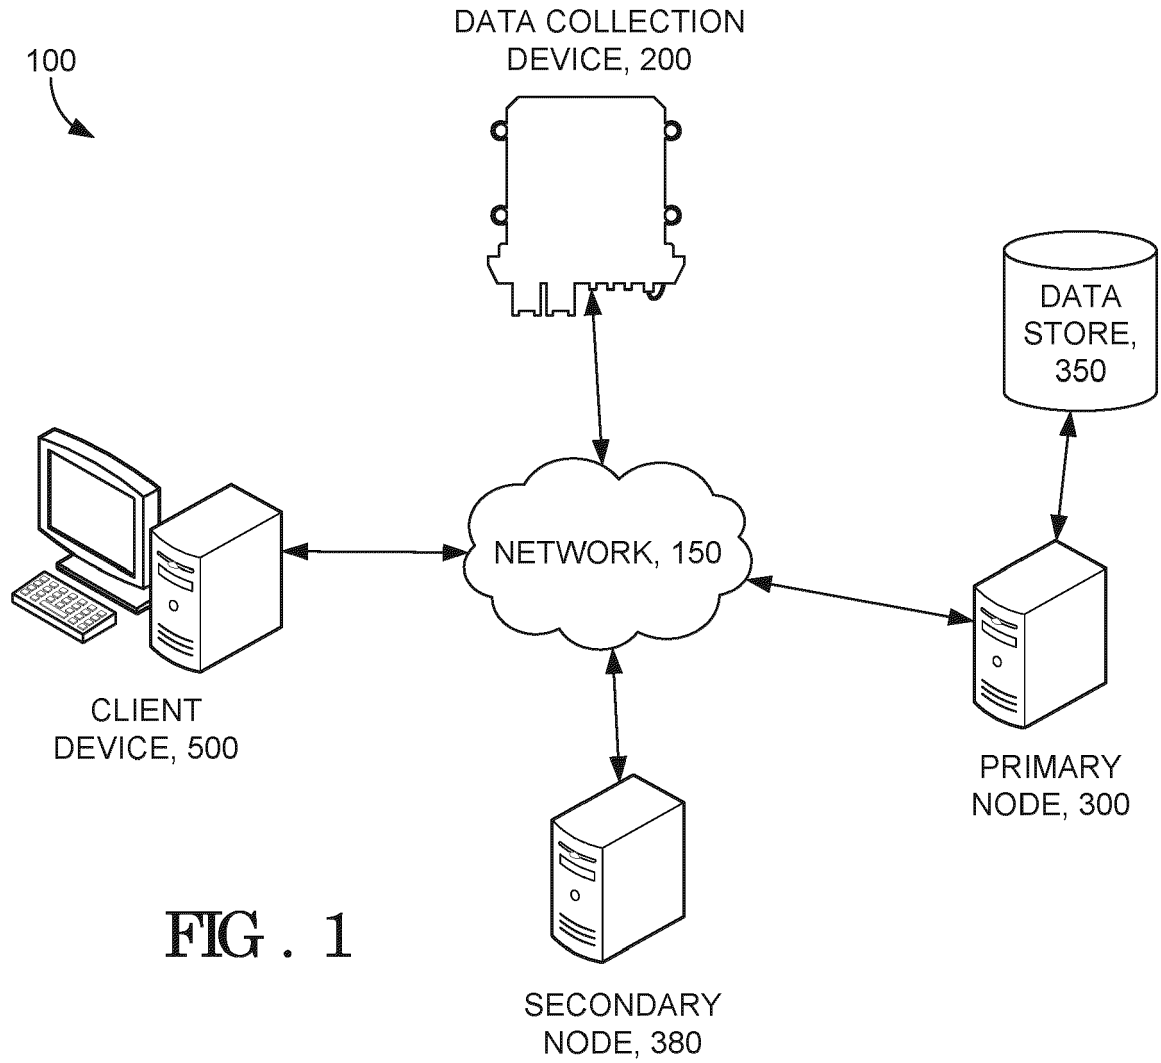 DATA COLLECTION
DEVICE, 200
100
DATA
STORE,
350
NETWORK, 150
CLIENT
DEVICE, 500
PRIMARY
NODE, 300
FIG. 1
SECONDARY
NODE, 380